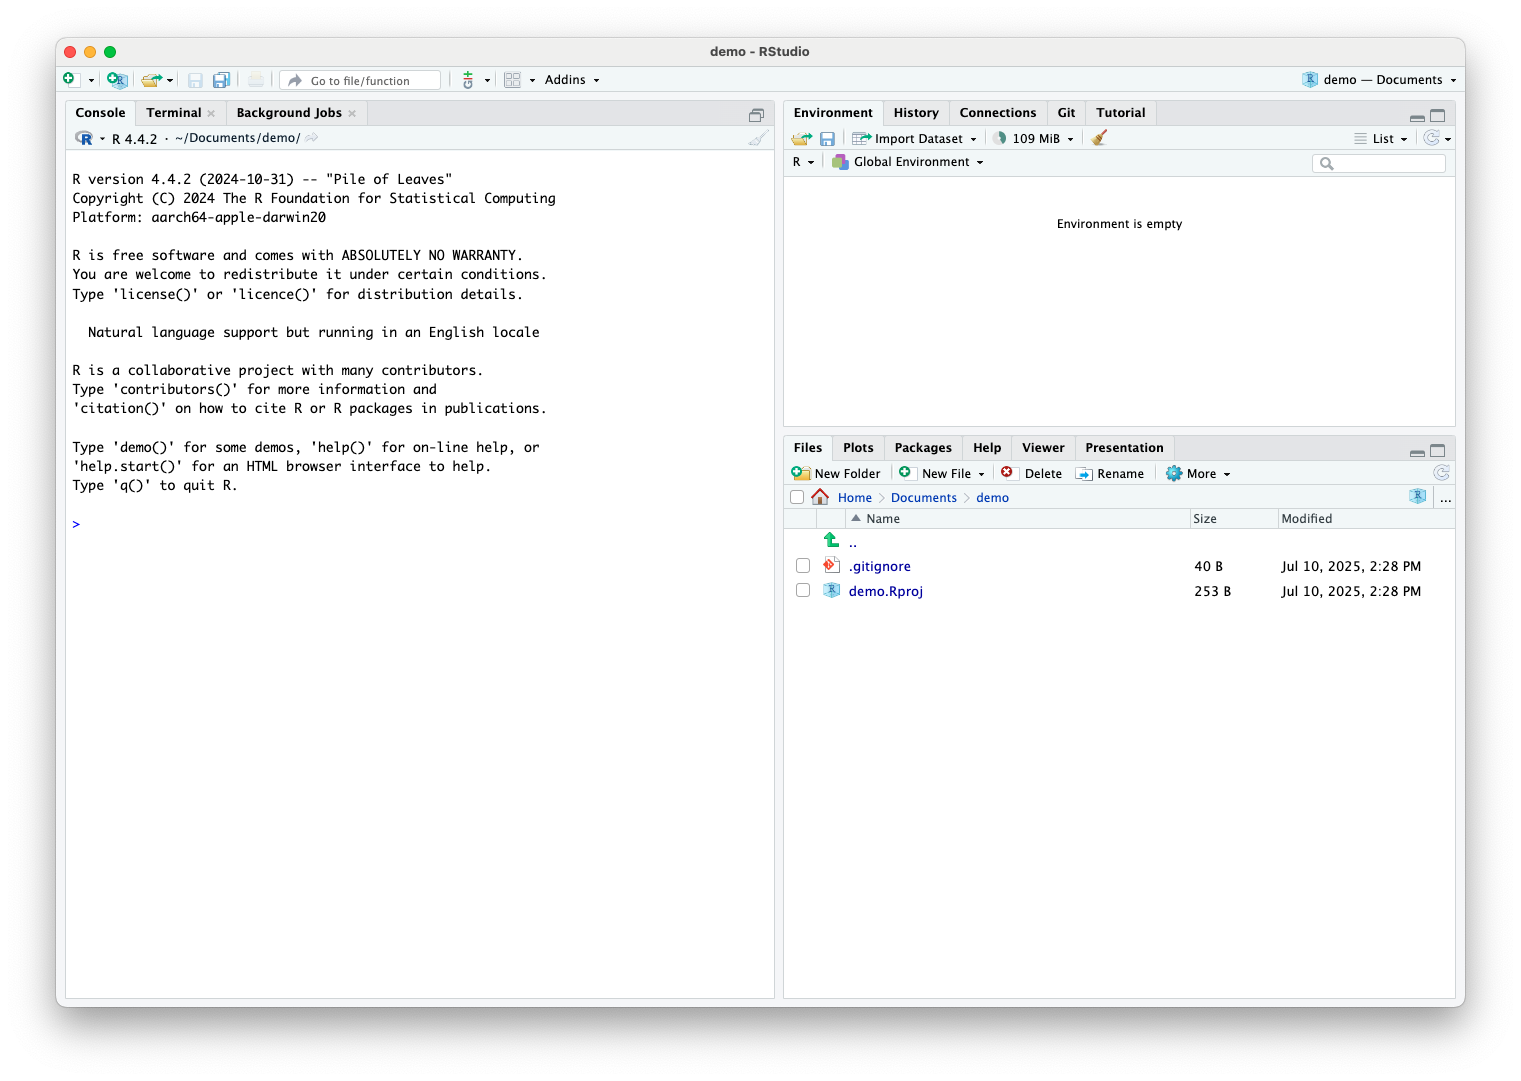 demo - RStudio
Go to file/function
Addins
demo — Documents
Console Terminal Background Jobs
R 4.4.2 · ~/Documents/demo/
R version 4.4.2 (2024-10-31) -- "Pile of Leaves"
Copyright (C) 2024 The R Foundation for Statistical Computing
Platform: aarch64-apple-darwin20
R is free software and comes with ABSOLUTELY NO WARRANTY.
You are welcome to redistribute it under certain conditions.
Type 'license()' or 'licence()' for distribution details.
Natural language support but running in an English locale
R is a collaborative project with many contributors.
Type 'contributors()' for more information and
'citation()' on how to cite R or R packages in publications.
Type 'demo()' for some demos, 'help()' for on-line help, or
'help.start()' for an HTML browser interface to help.
Type 'q()' to quit R.
>
Environment History Connections Git Tutorial
Import Dataset 109 MiB List
R Global Environment
Environment is empty
Files Plots Packages Help Viewer Presentation
New Folder New File Delete Rename More
Home Documents demo ...
Name Size Modified
..
.gitignore 40 B Jul 10, 2025, 2:28 PM
demo.Rproj 253 B Jul 10, 2025, 2:28 PM